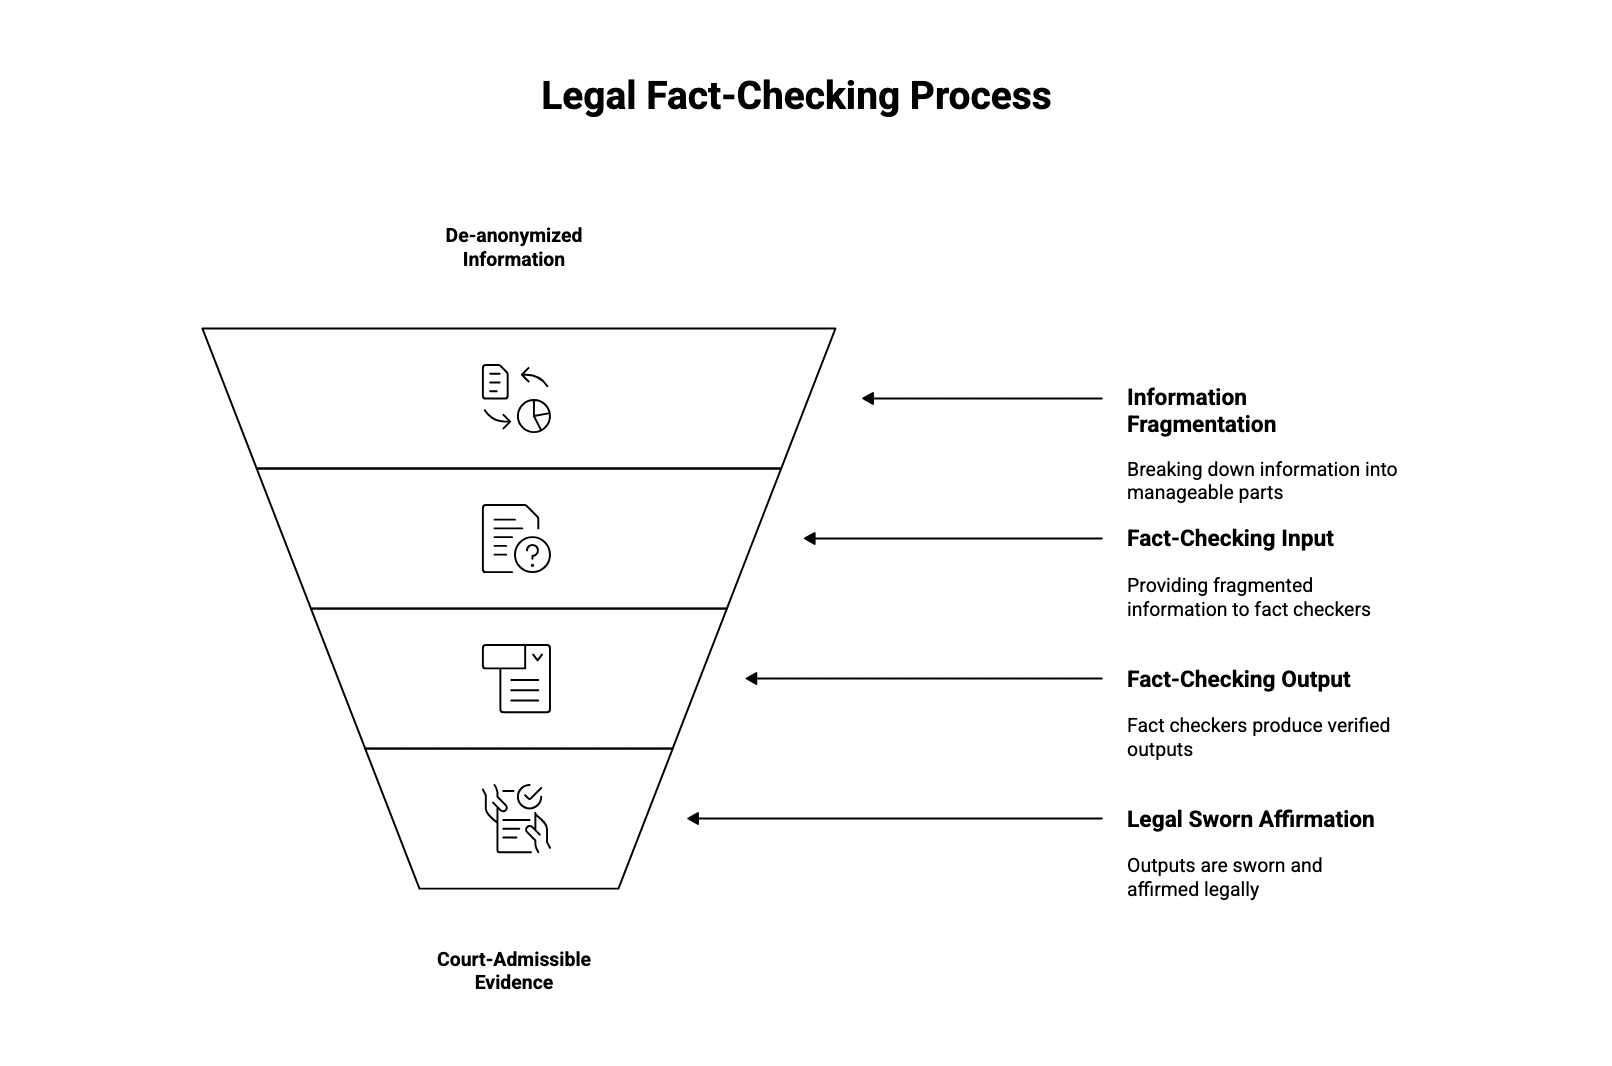 Legal Fact-Checking Process
De-anonymized
Information
Information
Fragmentation
Breaking down information into
manageable parts
Fact-Checking Input
Providing fragmented
information to fact checkers
Fact-Checking Output
Fact checkers produce verified
outputs
Legal Sworn Affirmation
Outputs are sworn and
affirmed legally
Court-Admissible
Evidence